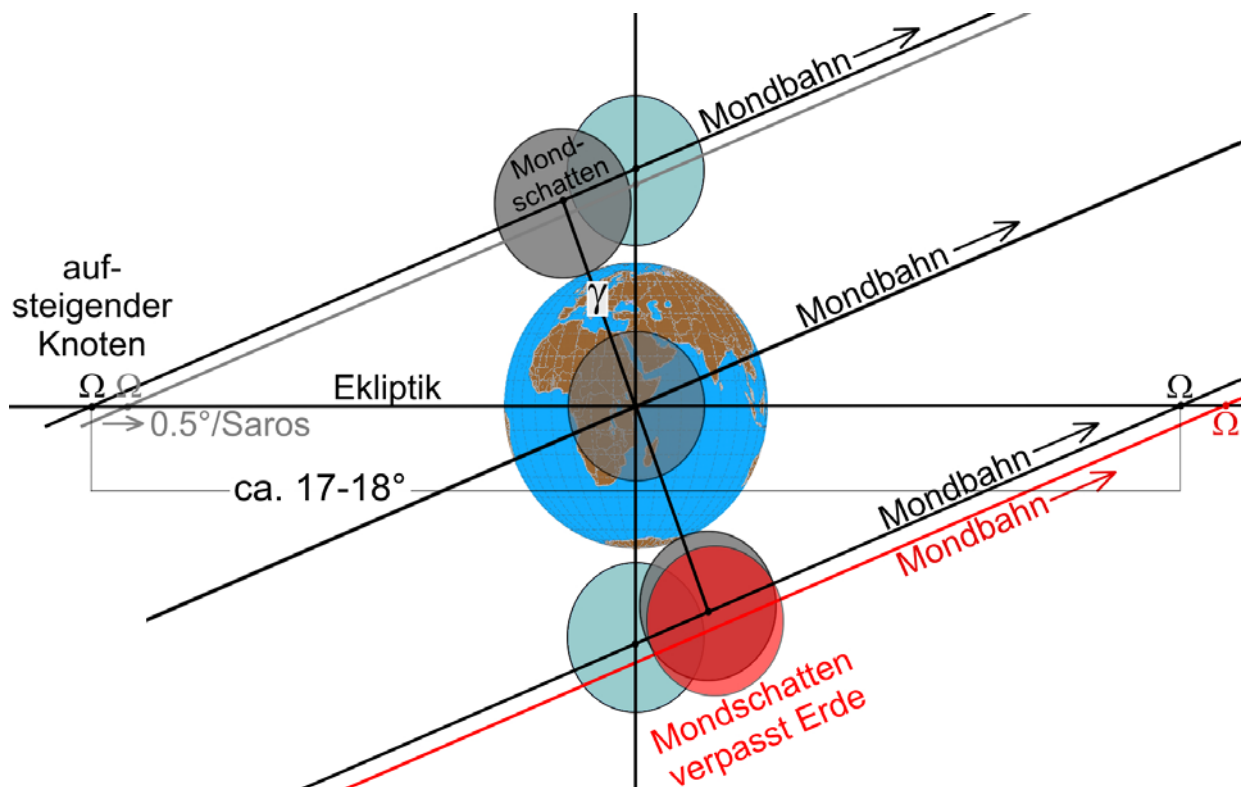 Mondbahn
Mond-
schatten
auf-
steigender
Knoten
γ
Mondbahn
Ω Ω
Ekliptik
Ω
Ω
0.5°/Saros
ca. 17-18°
Mondbahn
Mondbahn
Mondschatten
verpasst Erde